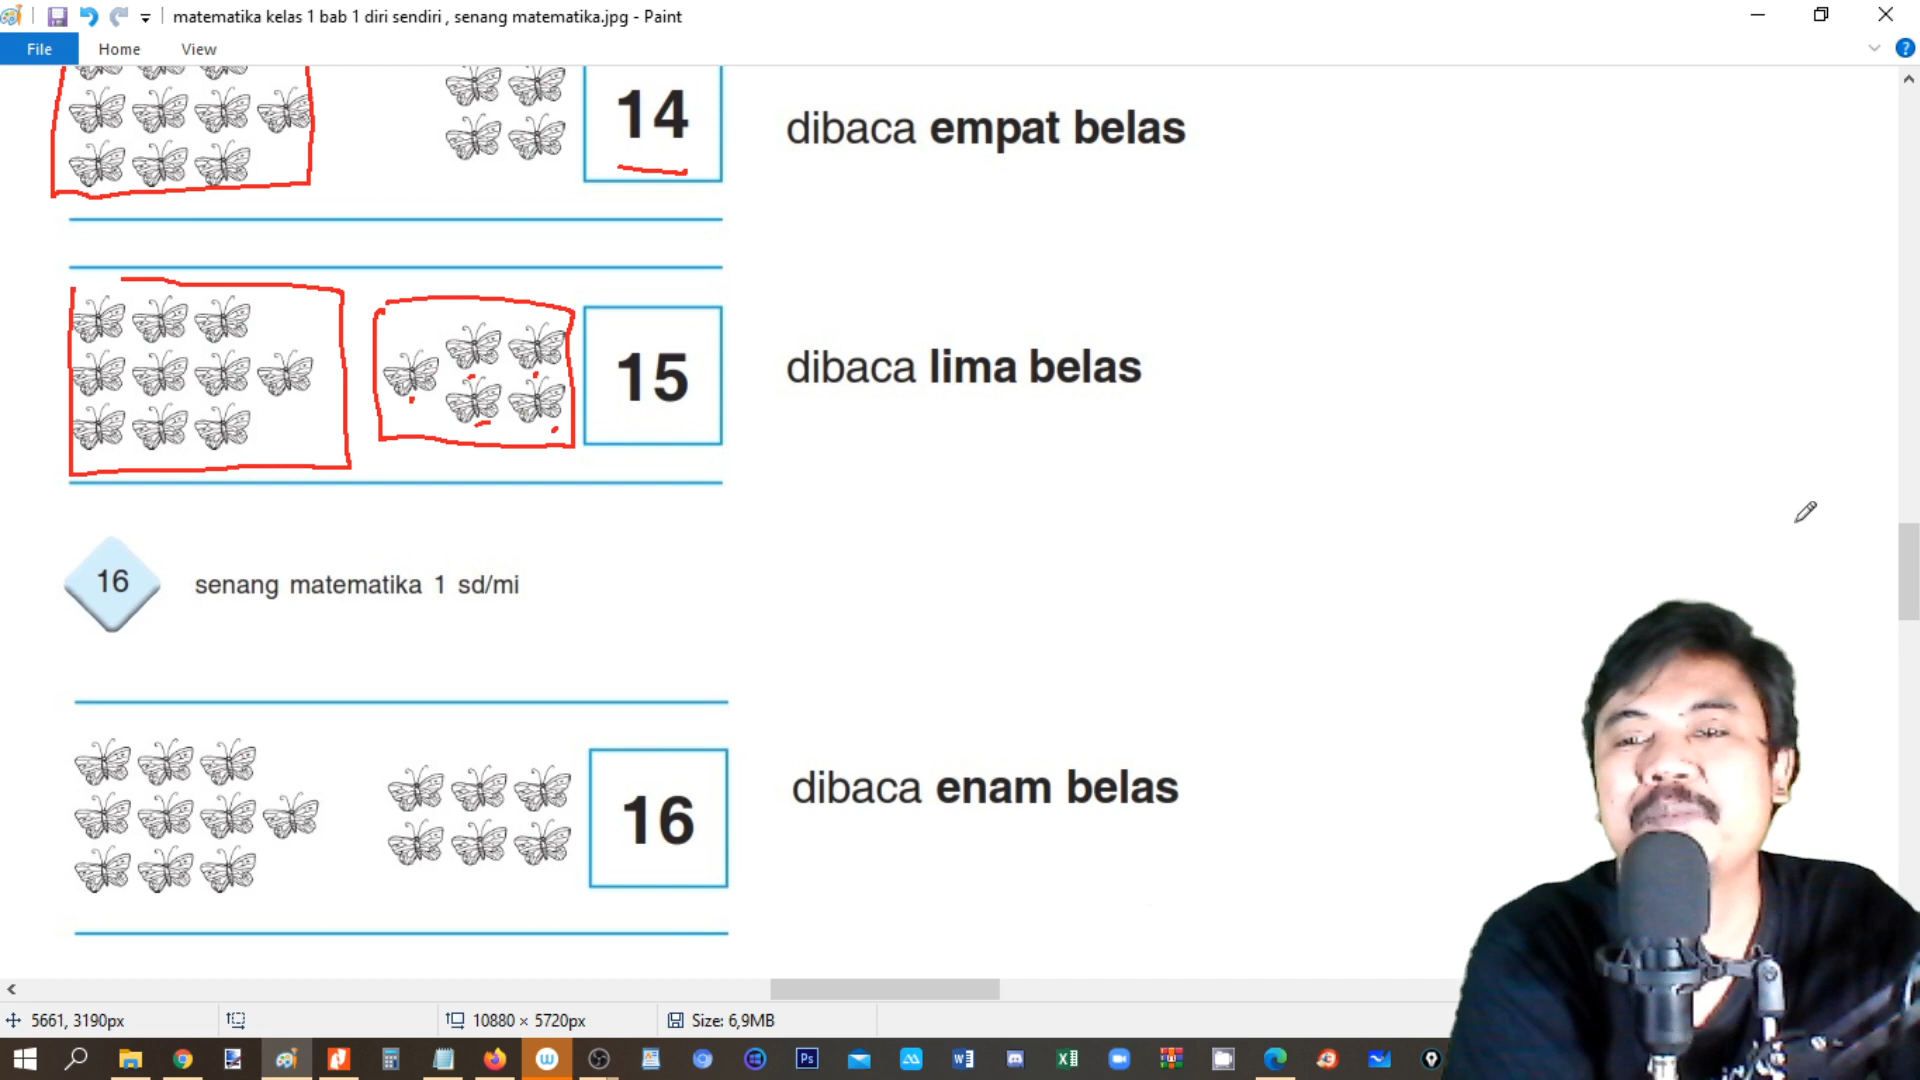 matematika kelas 1 bab 1 diri sendiri , senang matematika.jpg - Paint
File Home View
14 dibaca empat belas
15 dibaca lima belas
16 senang matematika 1 sd/mi
16 dibaca enam belas
5661, 3190px 10880 × 5720px Size: 6,9MB